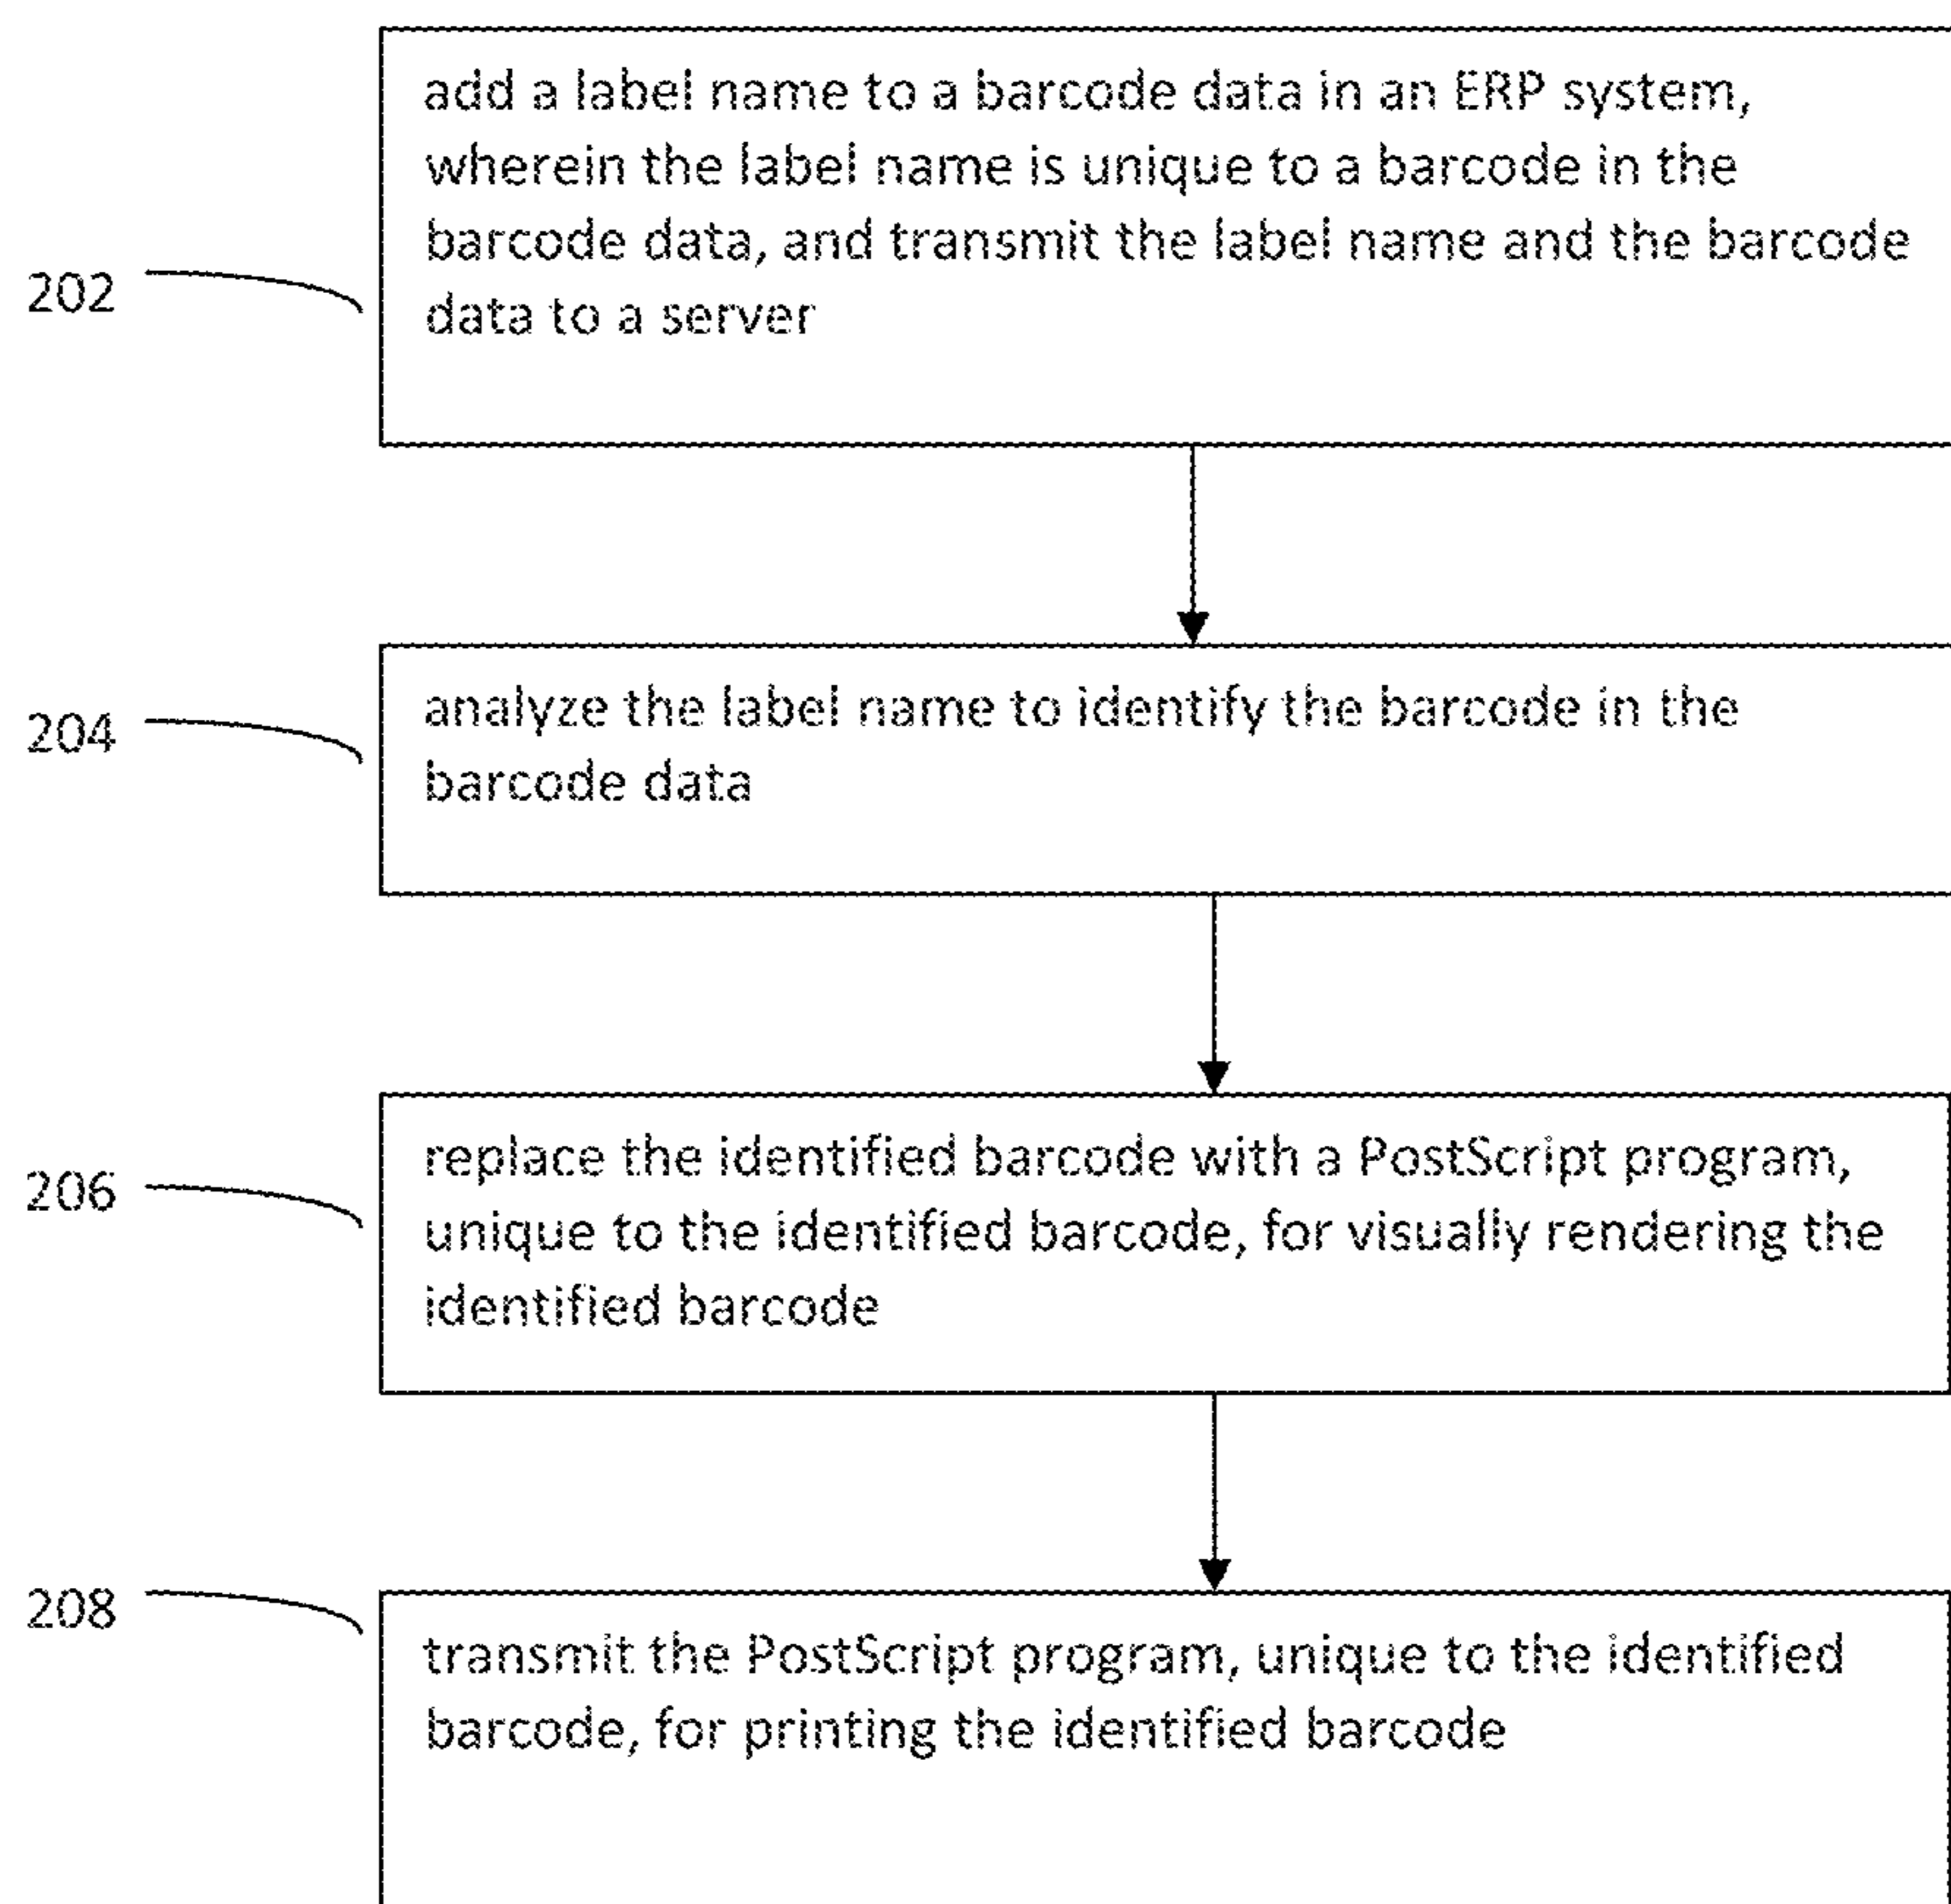 add a label name to a barcode data in an ERP system,
wherein the label name is unique to a barcode in the
barcode data, and transmit the label name and the barcode
data to a server
202
analyze the label name to identify the barcode in the
barcode data
204
replace the identified barcode with a PostScript program,
unique to the identified barcode, for visually rendering the
identified barcode
206
transmit the PostScript program, unique to the identified
barcode, for printing the identified barcode
208